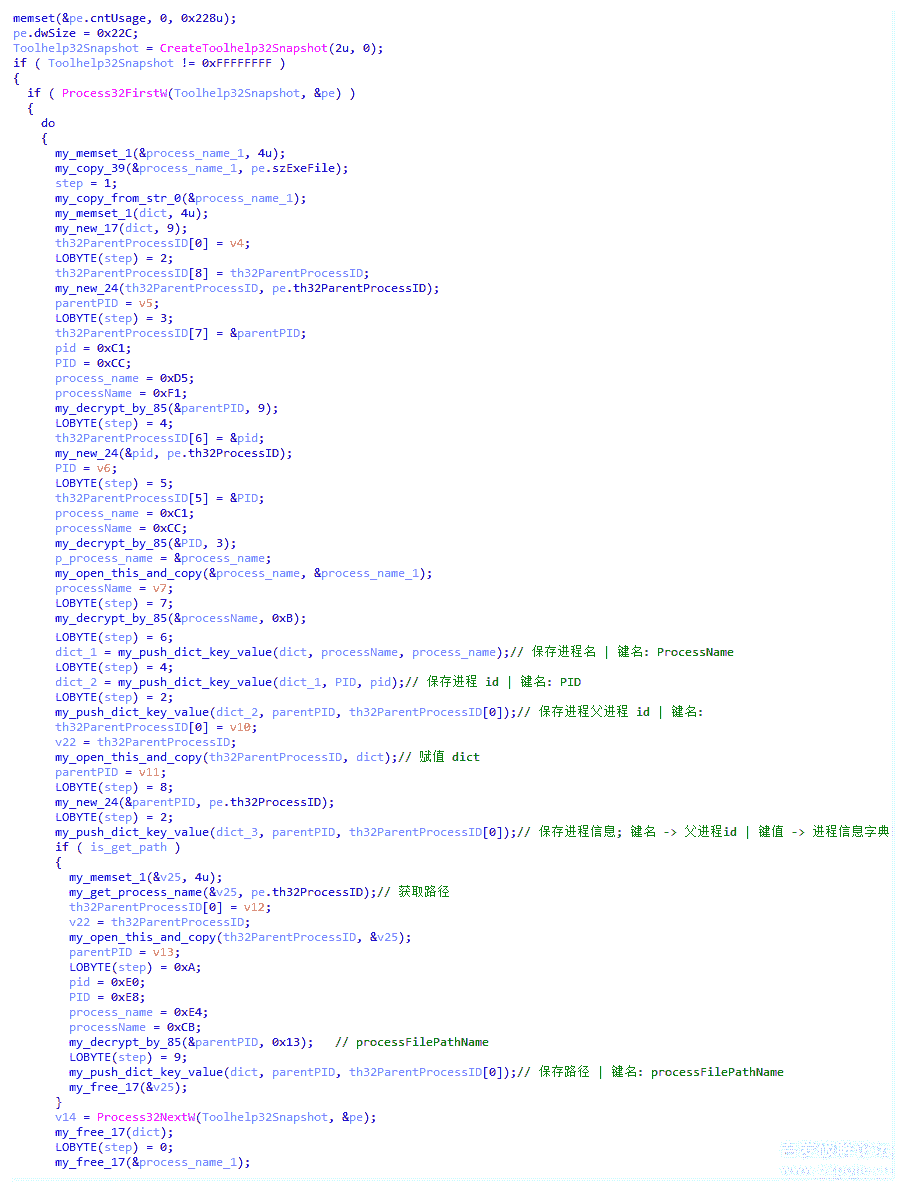 memset(&pe.cntUsage, 0, 0x228u);
pe.dwSize = 0x22C;
Toolhelp32Snapshot = CreateToolhelp32Snapshot(2u, 0);
if ( Toolhelp32Snapshot != 0xFFFFFFFF )
{
if ( Process32FirstW(Toolhelp32Snapshot, &pe) )
{
do
{
my_memset_1(&process_name_1, 4u);
my_copy_39(&process_name_1, pe.szExeFile);
step = 1;
my_copy_from_str_0(&process_name_1);
my_memset_1(dict, 4u);
my_new_17(dict, 9);
th32ParentProcessID[0] = v4;
LOBYTE(step) = 2;
th32ParentProcessID[8] = th32ParentProcessID;
my_new_24(th32ParentProcessID, pe.th32ParentProcessID);
parentPID = v5;
LOBYTE(step) = 3;
th32ParentProcessID[7] = &parentPID;
pid = 0xC1;
PID = 0xCC;
process_name = 0xD5;
processName = 0xF1;
my_decrypt_by_85(&parentPID, 9);
LOBYTE(step) = 4;
th32ParentProcessID[6] = &pid;
my_new_24(&pid, pe.th32ProcessID);
PID = v6;
LOBYTE(step) = 5;
th32ParentProcessID[5] = &PID;
process_name = 0xC1;
processName = 0xCC;
my_decrypt_by_85(&PID, 3);
p_process_name = &process_name;
my_open_this_and_copy(&process_name, &process_name_1);
processName = v7;
LOBYTE(step) = 7;
my_decrypt_by_85(&processName, 0xB);
LOBYTE(step) = 6;
dict_1 = my_push_dict_key_value(dict, processName, process_name);// 保存进程名 | 键名: ProcessName
LOBYTE(step) = 4;
dict_2 = my_push_dict_key_value(dict_1, PID, pid);// 保存进程 id | 键名: PID
LOBYTE(step) = 2;
my_push_dict_key_value(dict_2, parentPID, th32ParentProcessID[0]);// 保存进程父进程 id | 键名:
th32ParentProcessID[0] = v10;
v22 = th32ParentProcessID;
my_open_this_and_copy(th32ParentProcessID, dict);// 赋值 dict
parentPID = v11;
LOBYTE(step) = 8;
my_new_24(&parentPID, pe.th32ProcessID);
LOBYTE(step) = 2;
my_push_dict_key_value(dict_3, parentPID, th32ParentProcessID[0]);// 保存进程信息; 键名 -> 父进程id | 键值 -> 进程信息字典
if ( is_get_path )
{
my_memset_1(&v25, 4u);
my_get_process_name(&v25, pe.th32ProcessID);// 获取路径
th32ParentProcessID[0] = v12;
v22 = th32ParentProcessID;
my_open_this_and_copy(th32ParentProcessID, &v25);
parentPID = v13;
LOBYTE(step) = 0xA;
pid = 0xE0;
PID = 0xE8;
process_name = 0xE4;
processName = 0xCB;
my_decrypt_by_85(&parentPID, 0x13);   // processFilePathName
LOBYTE(step) = 9;
my_push_dict_key_value(dict, parentPID, th32ParentProcessID[0]);// 保存路径 | 键名: processFilePathName
my_free_17(&v25);
}
v14 = Process32NextW(Toolhelp32Snapshot, &pe);
my_free_17(dict);
LOBYTE(step) = 0;
my_free_17(&process_name_1);